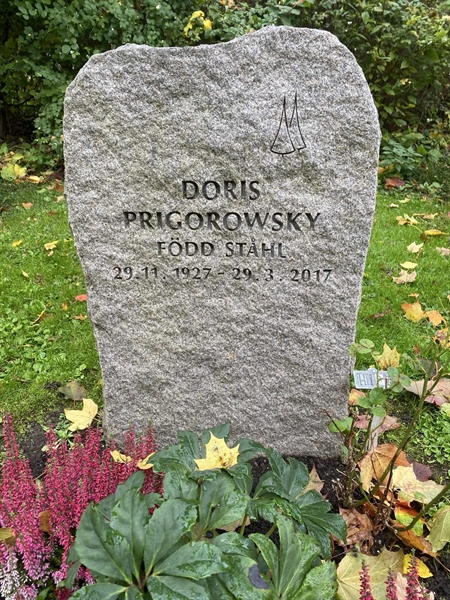 DORIS
PRIGOROWSKY
FÖDD STÅHL
29.11.1927 - 29.3.2017